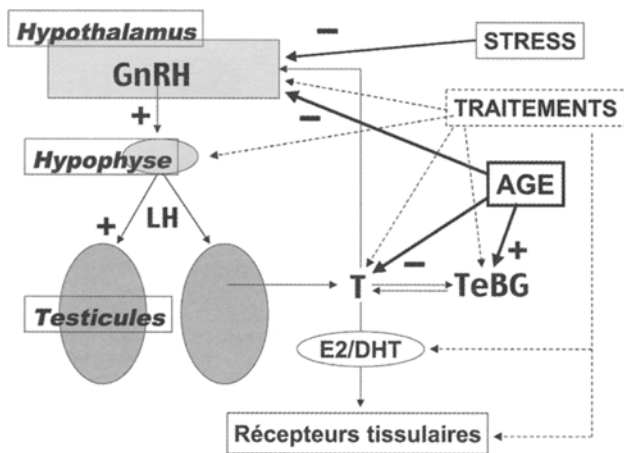 Hypothalamus
−
STRESS
GnRH
TRAITEMENTS
+
−
Hypophyse
AGE
+
LH
−
+
T
TeBG
Testicules
E2/DHT
Récepteurs tissulaires